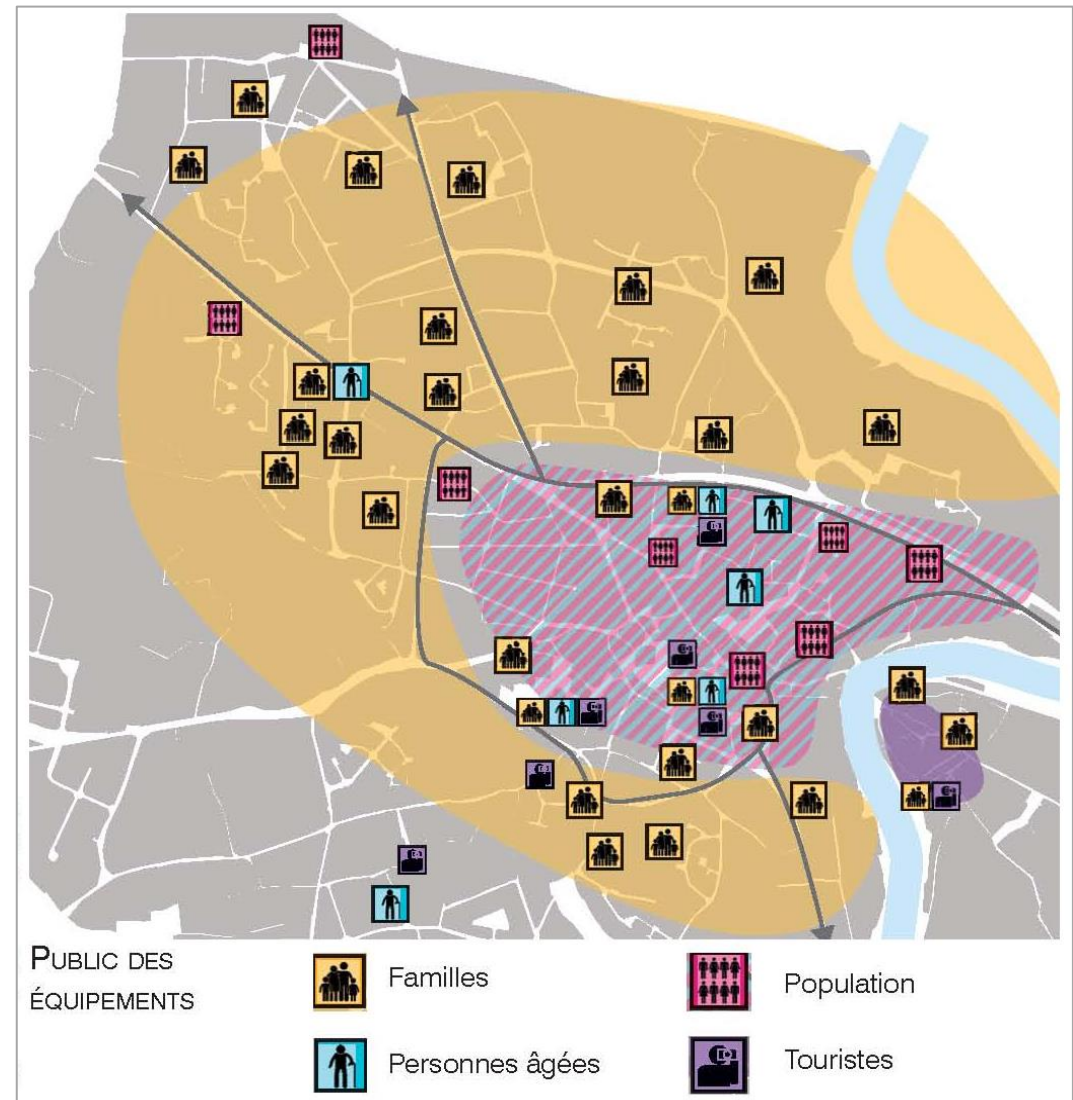 PUBLIC DES
ÉQUIPEMENTS
Familles
Population
Personnes âgées
Touristes